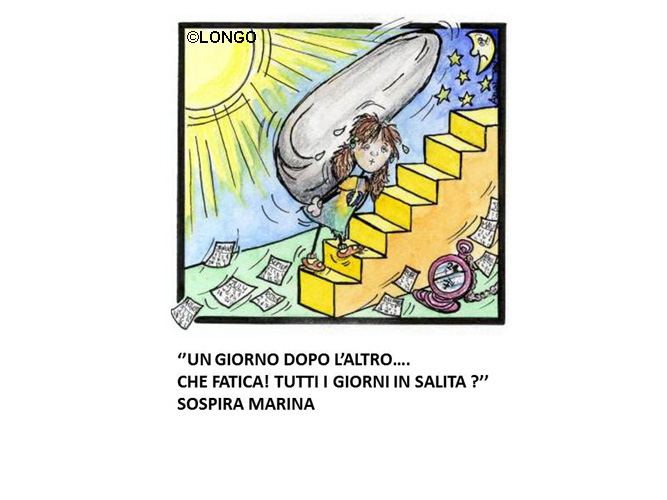 ©LONGO
‘’UN GIORNO DOPO L’ALTRO….
CHE FATICA! TUTTI I GIORNI IN SALITA ?’’
SOSPIRA MARINA